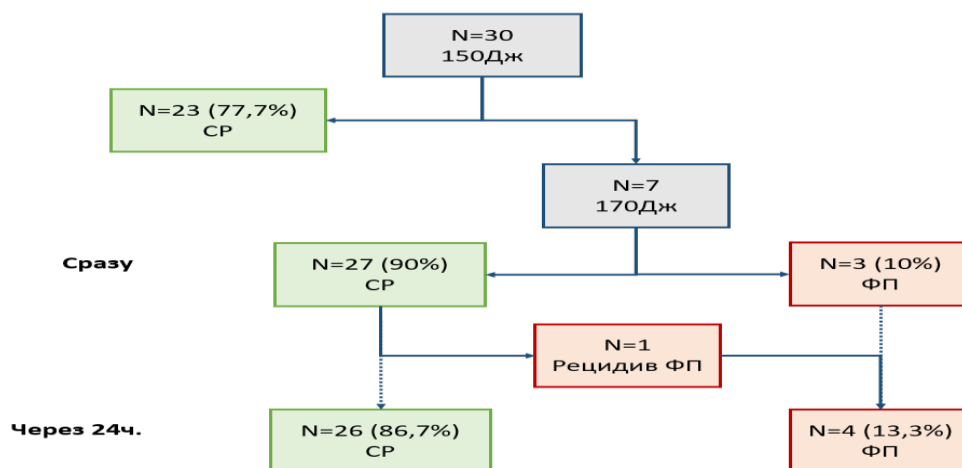 N=30
150Дж
N=23 (77,7%)
СР
N=7
170Дж
Сразу
N=27 (90%)
СР
N=3 (10%)
ФП
N=1
Рецидив ФП
Через 24ч.
N=26 (86,7%)
СР
N=4 (13,3%)
ФП